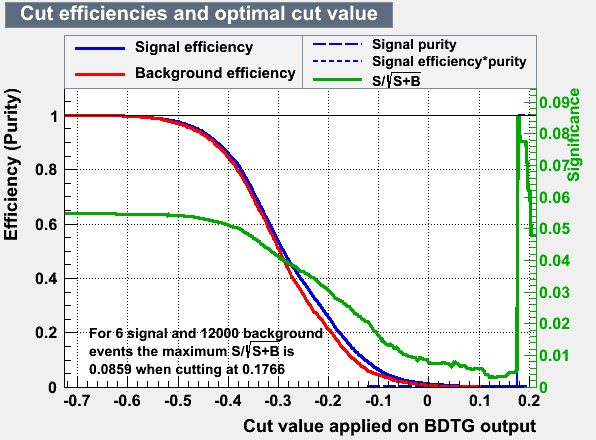 Cut efficiencies and optimal cut value
Signal efficiency
Background efficiency
Signal purity
Signal efficiency*purity
S/√S+B
Efficiency (Purity)
1
0.8
0.6
0.4
0.2
0
For 6 signal and 12000 background
events the maximum S/√S+B is
0.0859 when cutting at 0.1766
-0.7 -0.6 -0.5 -0.4 -0.3 -0.2 -0.1 0 0.1 0.2
Cut value applied on BDTG output
0.09
0.08
0.07
0.06
0.05
0.04
0.03
0.02
0.01
0
Significance